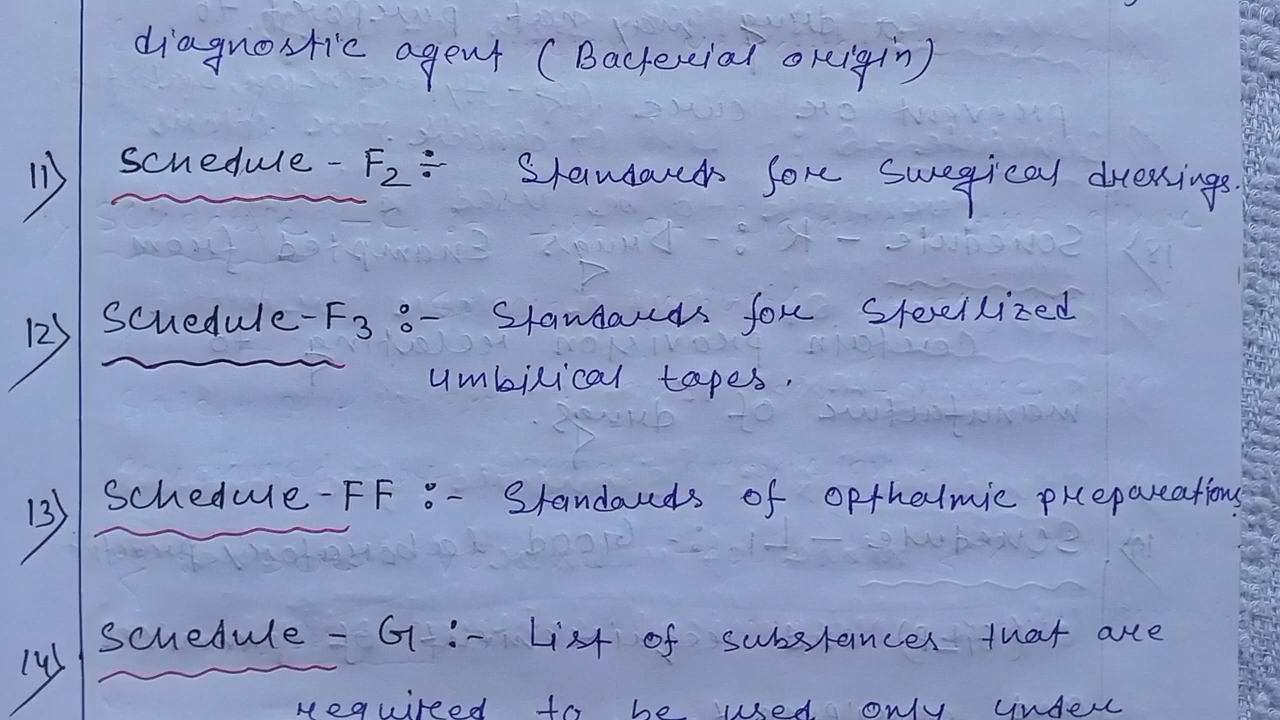 diagnostic agent (Bacterial origin)
11) Schedule - F2 :- Standards for Surgical dressings.
12) Schedule-F3 :- Standards for Sterilized
umbilical tapes.
13) Schedule-FF :- Standards of opthalmic preparations
14) Schedule - G :- List of substances that are
required to be used only under